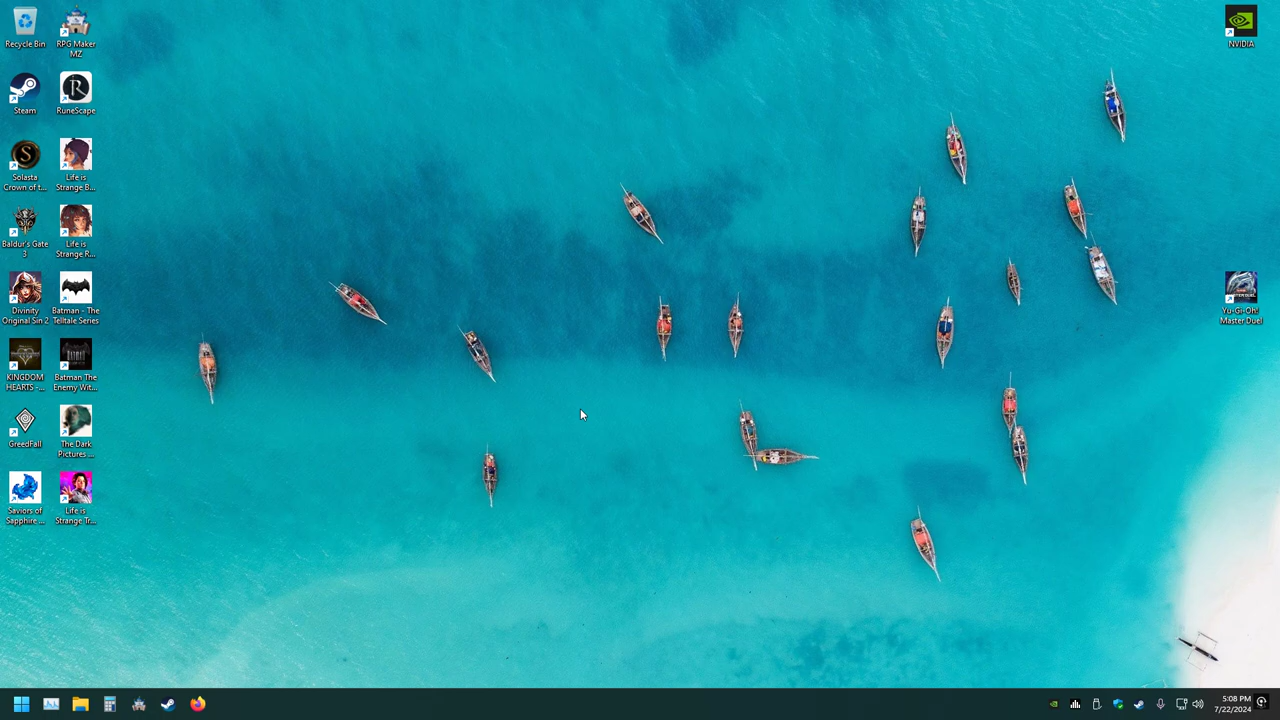 Recycle Bin
RPG Maker
MZ
NVIDIA
Steam
RuneScape
Solasta
Crown of t...
Life is
Strange B...
Baldur's Gate
3
Life is
Strange R...
Divinity
Original Sin 2
Batman - The
Telltale Series
Yu-Gi-Oh!
Master Duel
KINGDOM
HEARTS -...
Batman The
Enemy Wit...
GreedFall
The Dark
Pictures ...
Saviors of
Sapphire ...
Life is
Strange Tr...
5:08 PM
7/22/2024